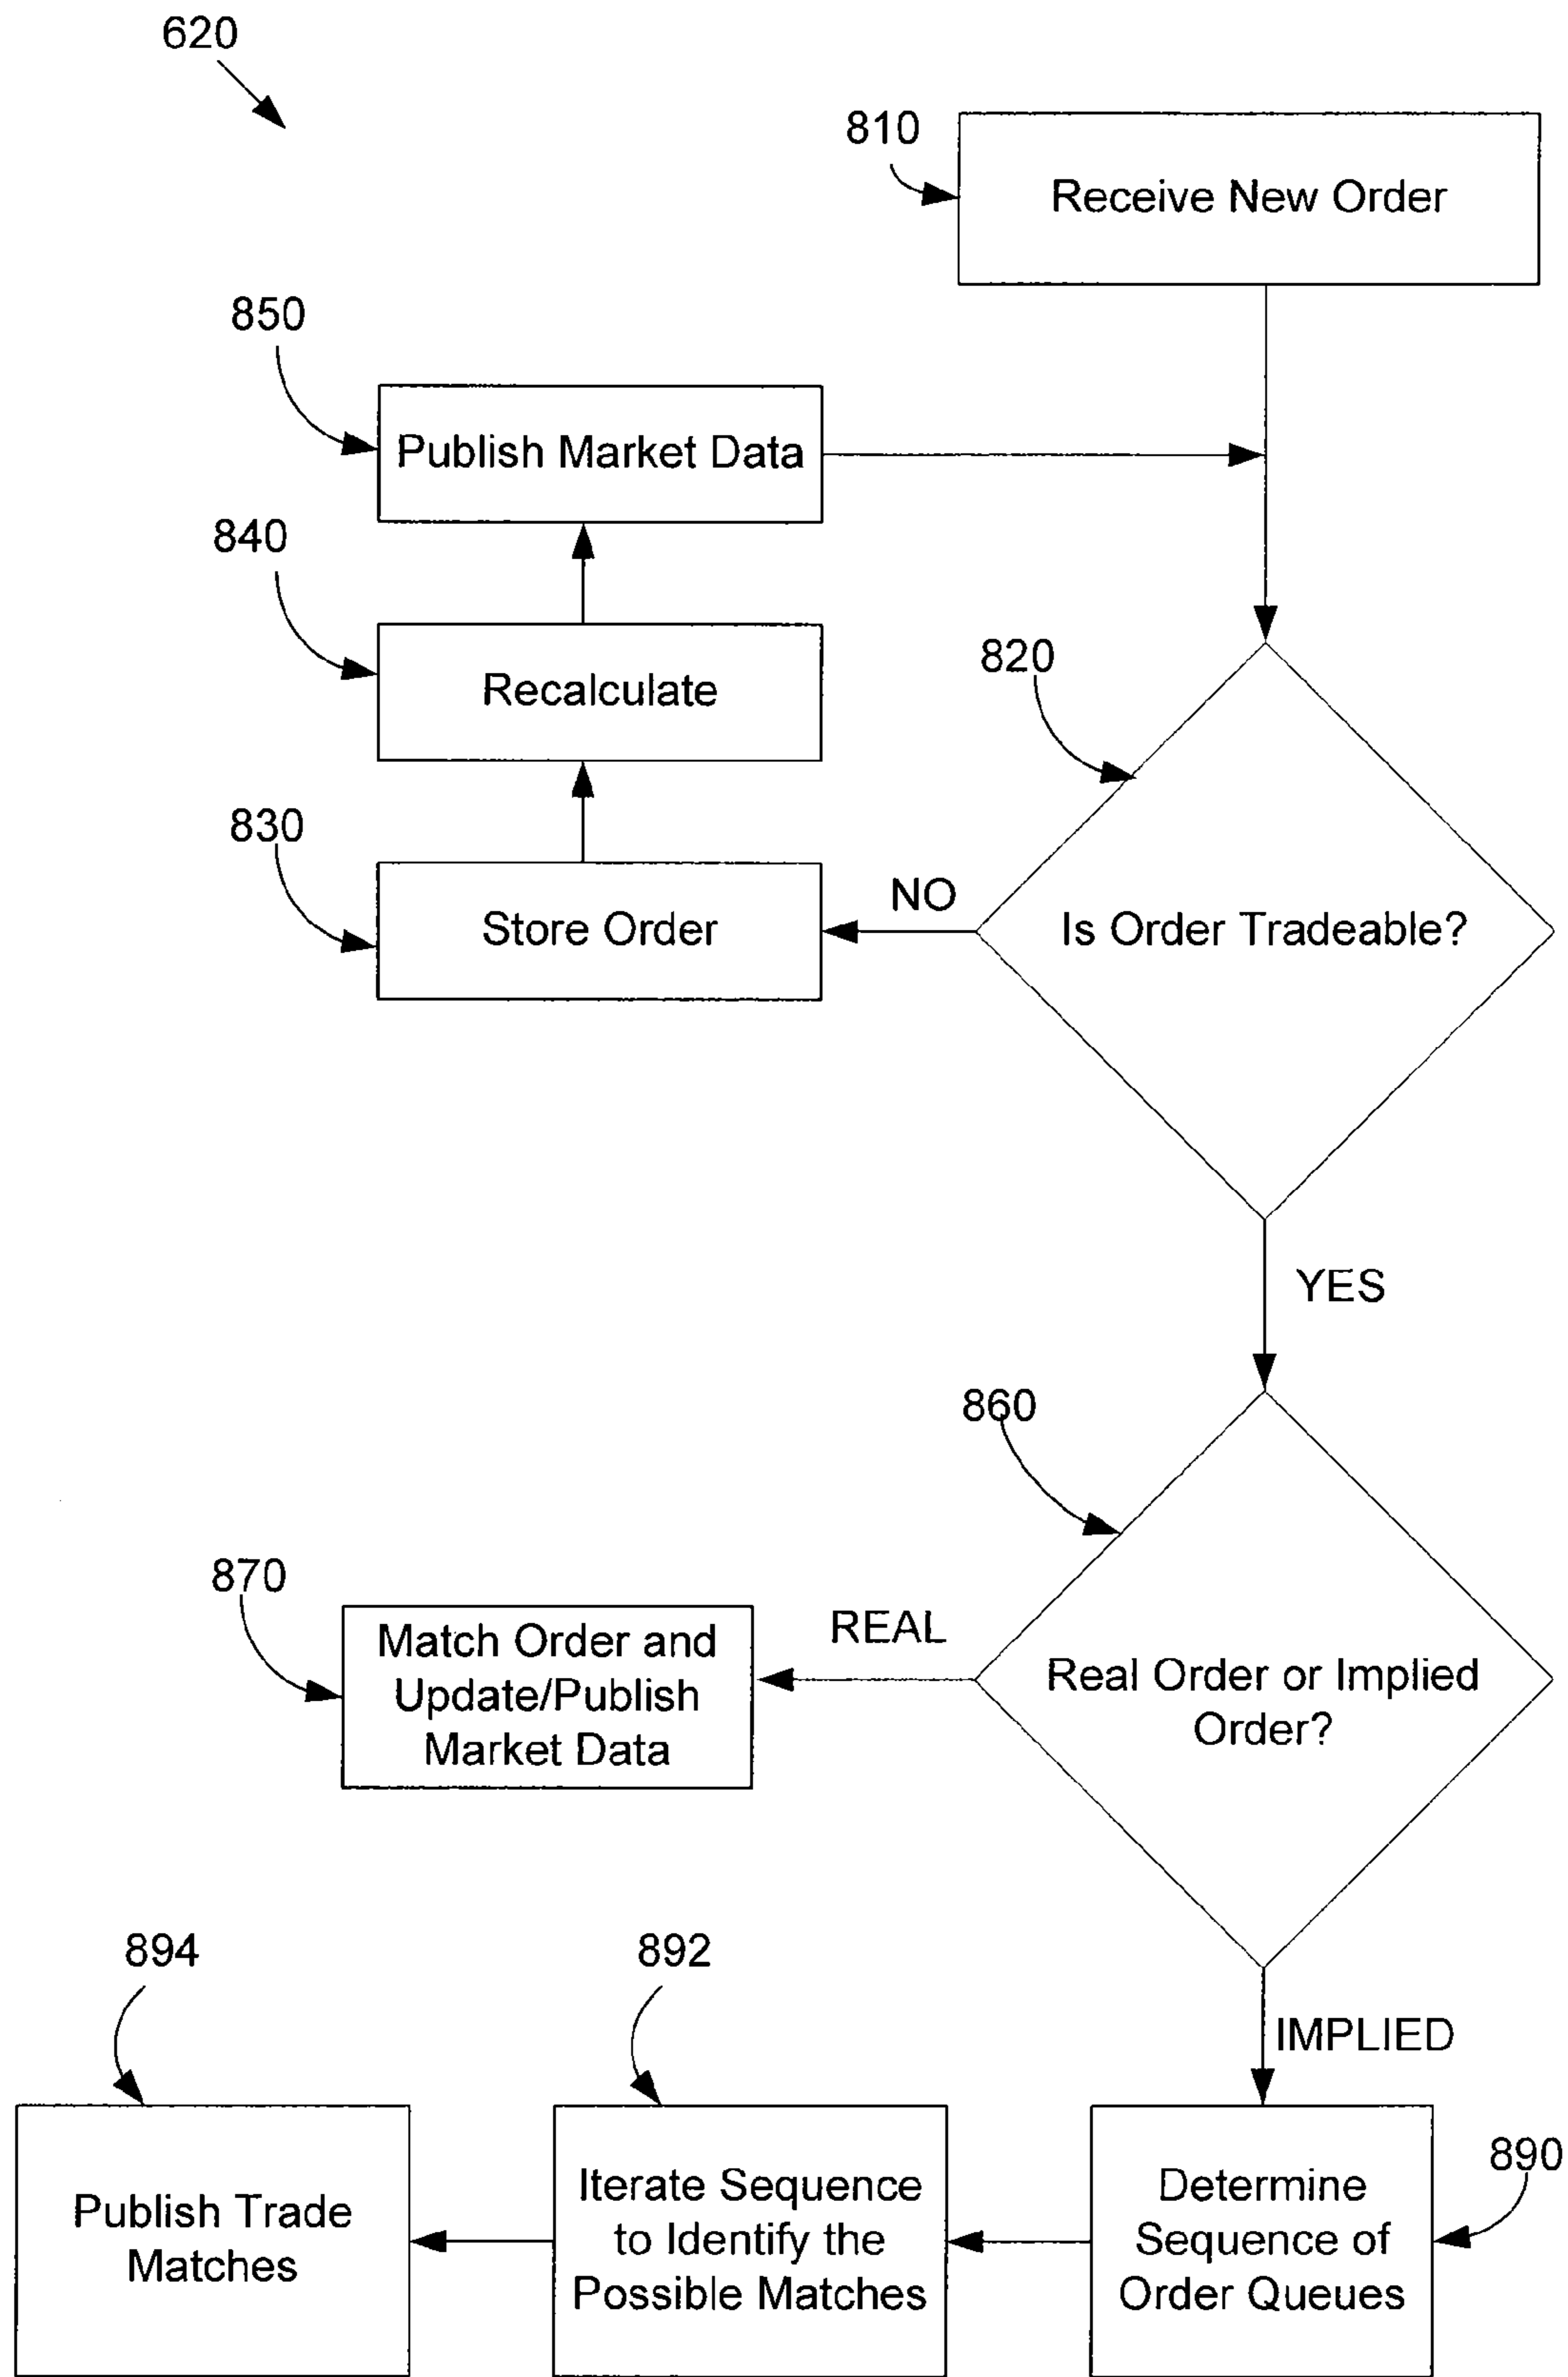 620
810
Receive New Order
850
Publish Market Data
840
Recalculate
820
830
Store Order
NO
Is Order Tradeable?
YES
860
870
Match Order and
Update/Publish
Market Data
REAL
Real Order or Implied
Order?
IMPLIED
894
892
890
Publish Trade
Matches
Iterate Sequence
to Identify the
Possible Matches
Determine
Sequence of
Order Queues